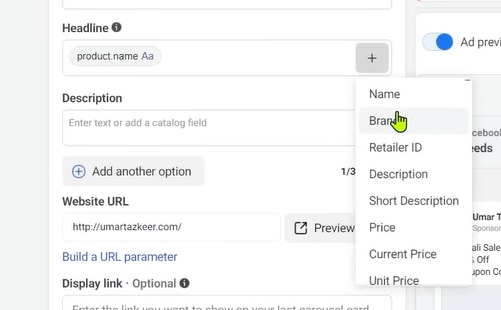 Headline
Ad previ
product.name Aa
Name
Description
Enter text or add a catalog field
Retailer ID
Description
Add another option
1/3
Short Description
Website URL
Price
http://umartazkeer.com/
Preview
Current Price
Build a URL parameter
Unit Price
Display link · Optional
Enter the link you want to show on your last carousel card
acebook
eeds
Umar T
Sponsor
ali Sale
% Off
upon Co